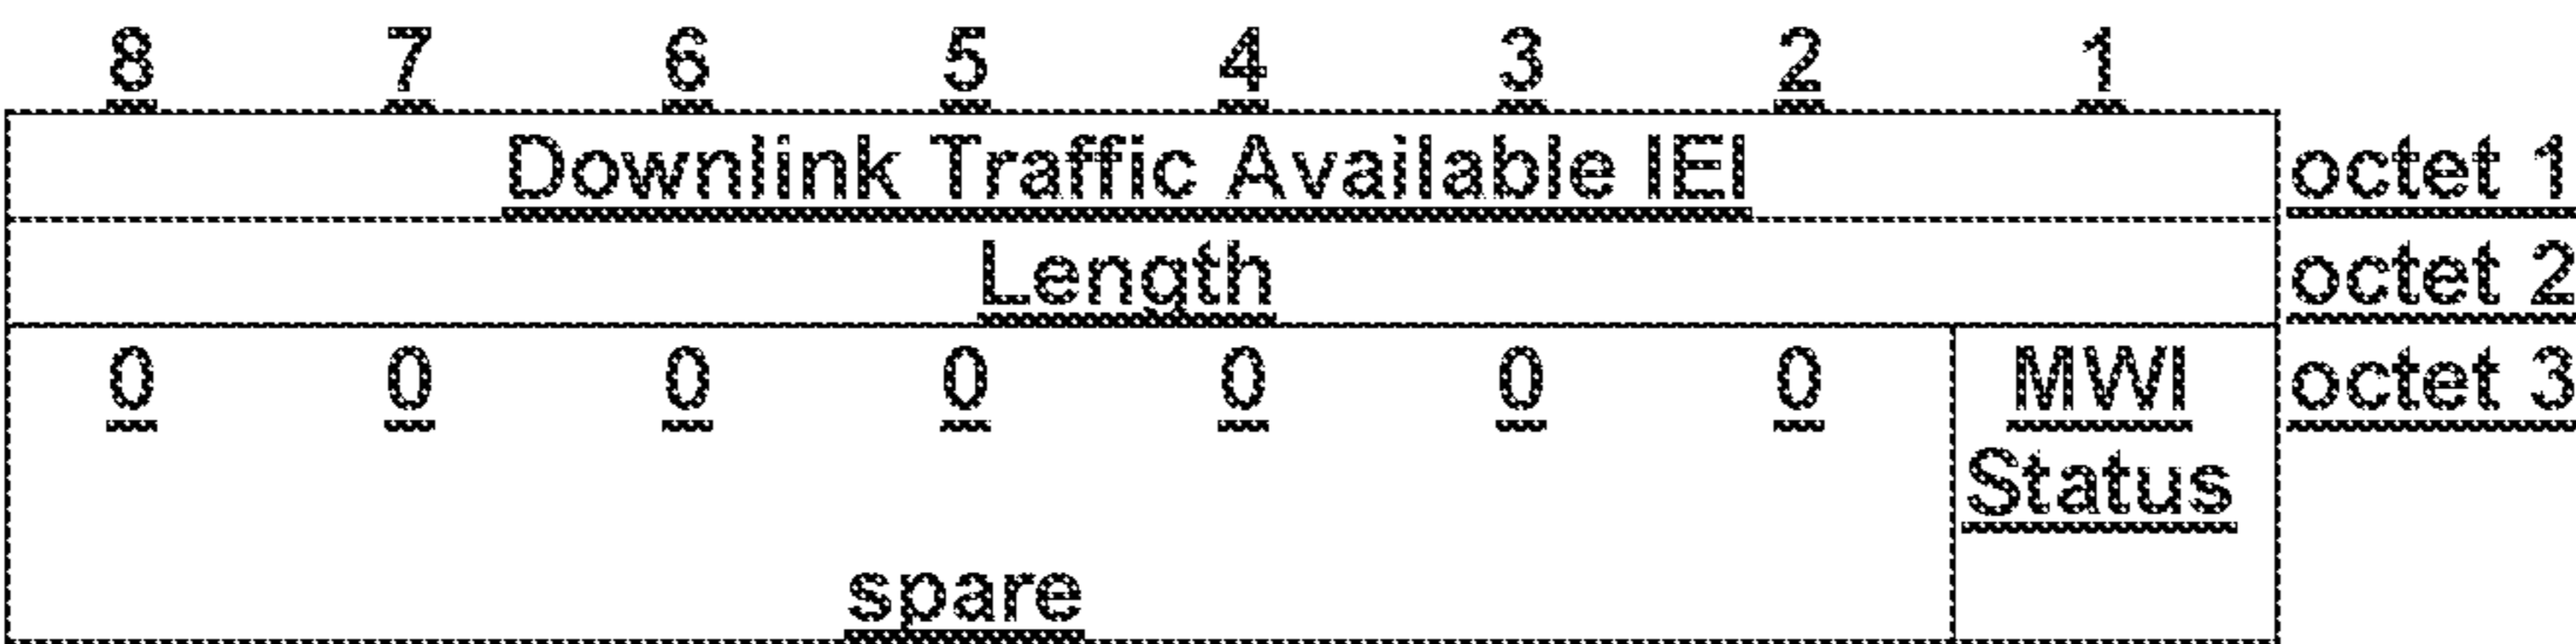 8 7 6 5 4 3 2 1
Downlink Traffic Available IEI octet 1
Length octet 2
0 0 0 0 0 0 0 MWI octet 3
Status
spare